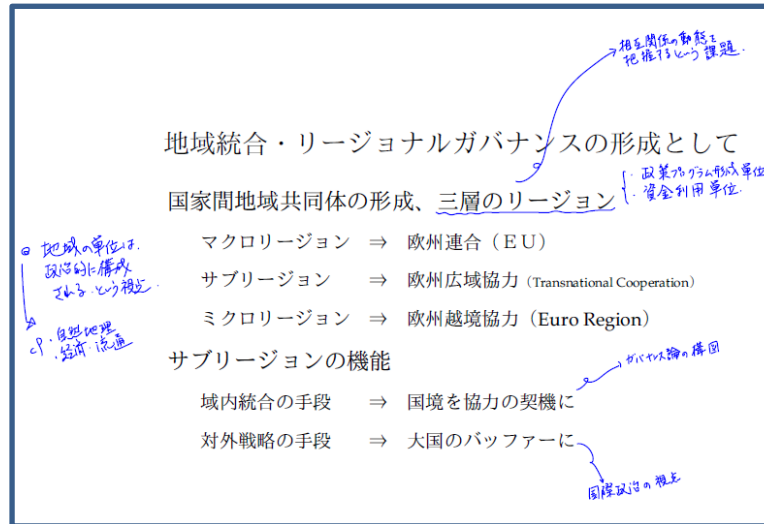 相互関係の動態を
把握するという課題.
地域統合・リージョナルガバナンスの形成として
国家間地域共同体の形成、三層のリージョン
・政策プログラム形成単位
・資金利用単位.
マクロリージョン ⇒ 欧州連合（ＥＵ）
サブリージョン ⇒ 欧州広域協力（Transnational Cooperation）
ミクロリージョン ⇒ 欧州越境協力（Euro Region）
地域の単位は、
政治的に構成
される、という視点.
cf ・自然地理
・経済・流通
サブリージョンの機能
ガバナンス論の構図
域内統合の手段 ⇒ 国境を協力の契機に
対外戦略の手段 ⇒ 大国のバッファーに
国際政治の視点